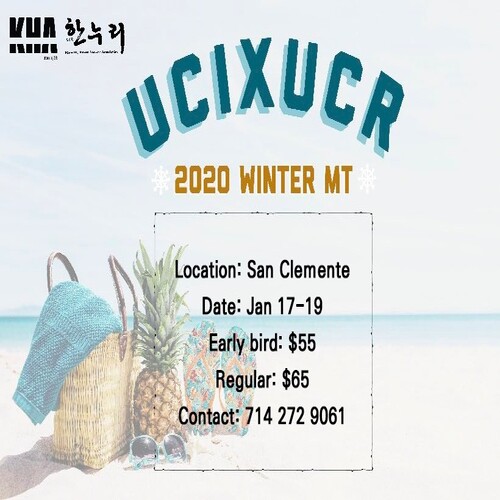 KUA 한누리
UCIXUCR
2020 WINTER MT
Location: San Clemente
Date: Jan 17-19
Early bird: $55
Regular: $65
Contact: 714 272 9061